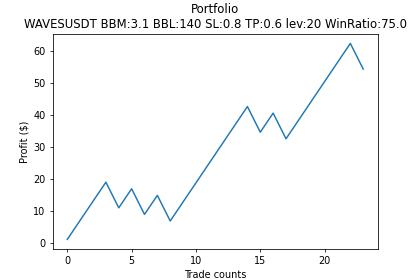 Portfolio
WAVESUSDT BBM:3.1 BBL:140 SL:0.8 TP:0.6 lev:20 WinRatio:75.0
60
50
40
30
20
10
0
Profit ($)
0 5 10 15 20
Trade counts